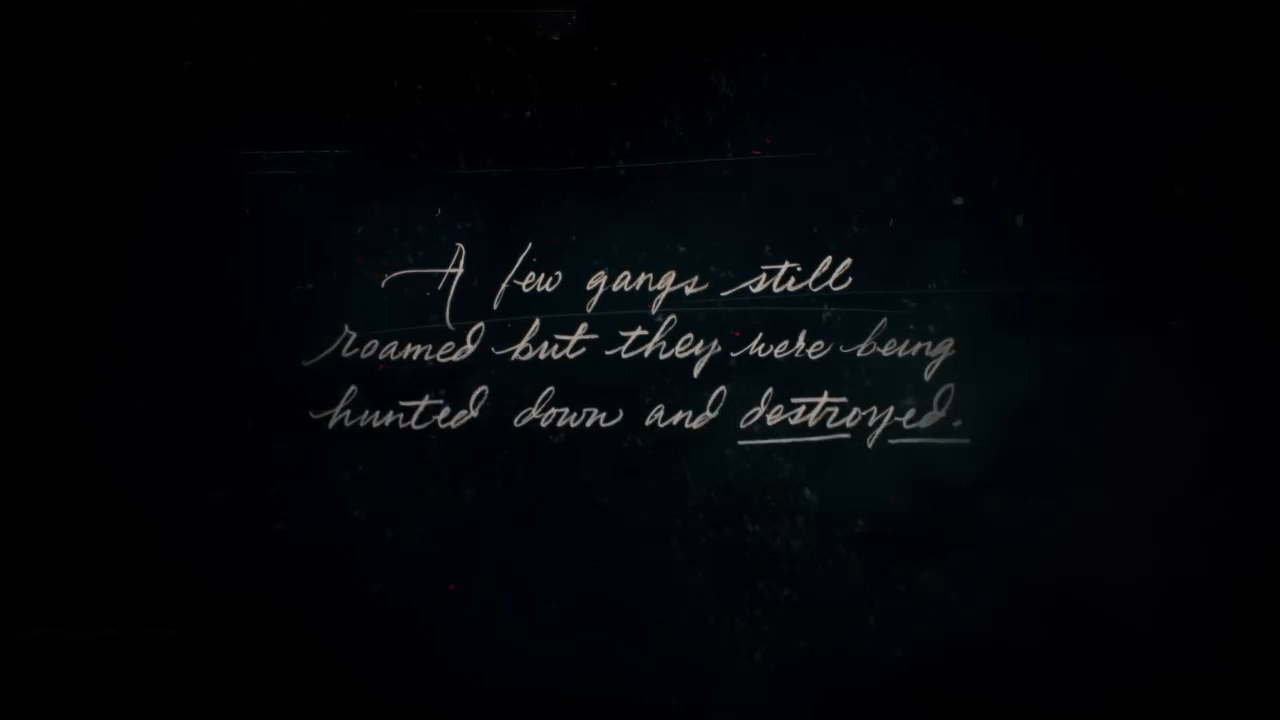 A few gangs still
roamed but they were being
hunted down and destroyed.